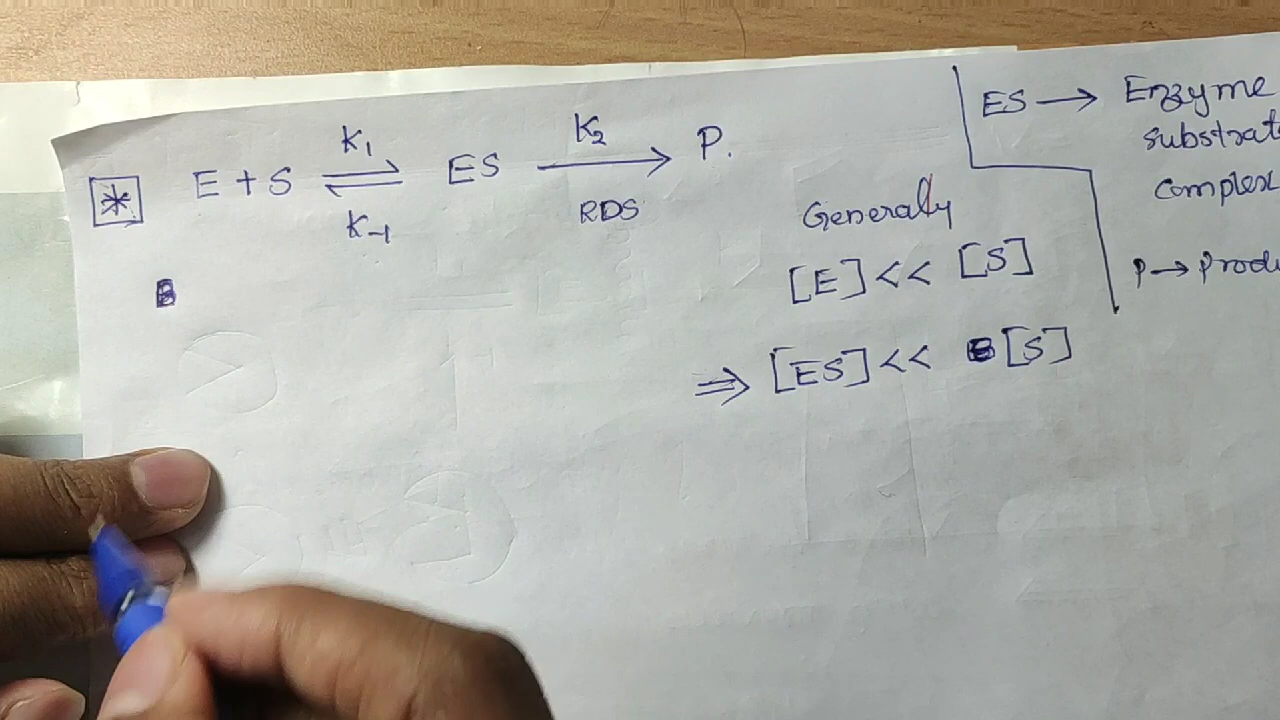 E + S ⇌ ES → P.
K1 K2
K-1 RDS
Generally
[E] << [S]
⇒ [ES] << [S]
ES → Enzyme
substrat
complex
P → Produ